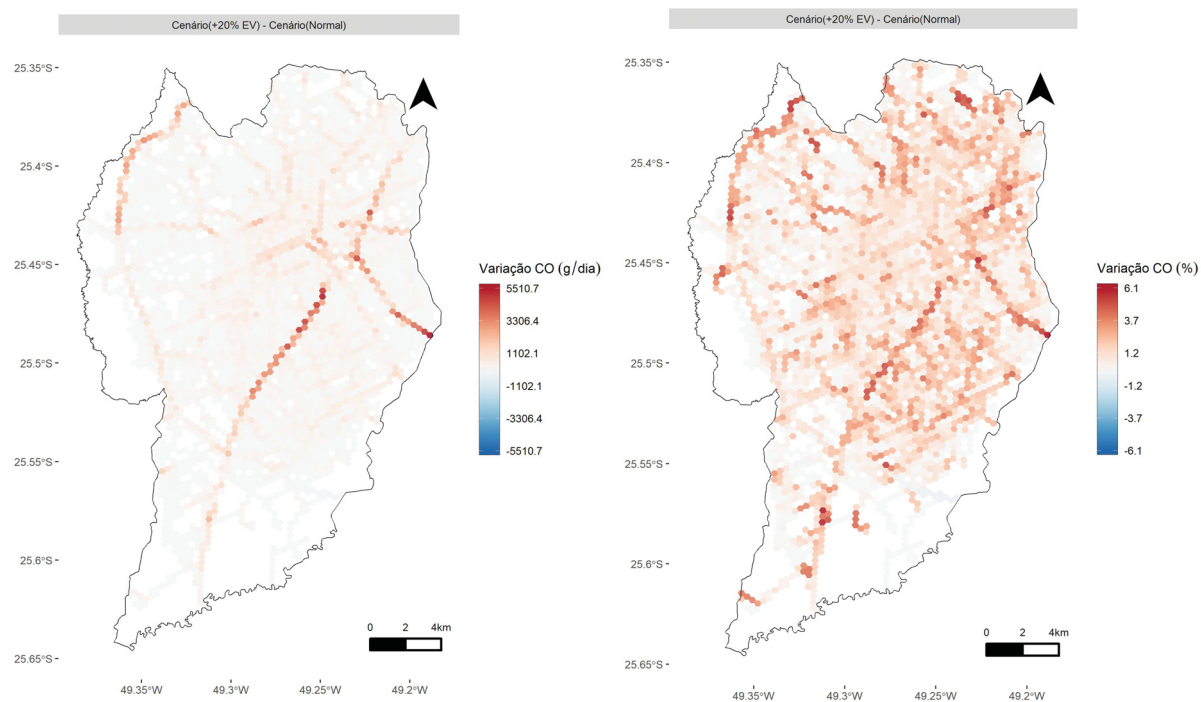 Cenário(+20% EV) - Cenário(Normal)
25.35°S
25.4°S
25.45°S
25.5°S
25.55°S
25.6°S
25.65°S
49.35°W
49.3°W
49.25°W
49.2°W
0 2 4km
Variação CO (g/dia)
5510.7
3306.4
1102.1
-1102.1
-3306.4
-5510.7
Cenário(+20% EV) - Cenário(Normal)
25.35°S
25.4°S
25.45°S
25.5°S
25.55°S
25.6°S
25.65°S
49.35°W
49.3°W
49.25°W
49.2°W
0 2 4km
Variação CO (%)
6.1
3.7
1.2
-1.2
-3.7
-6.1